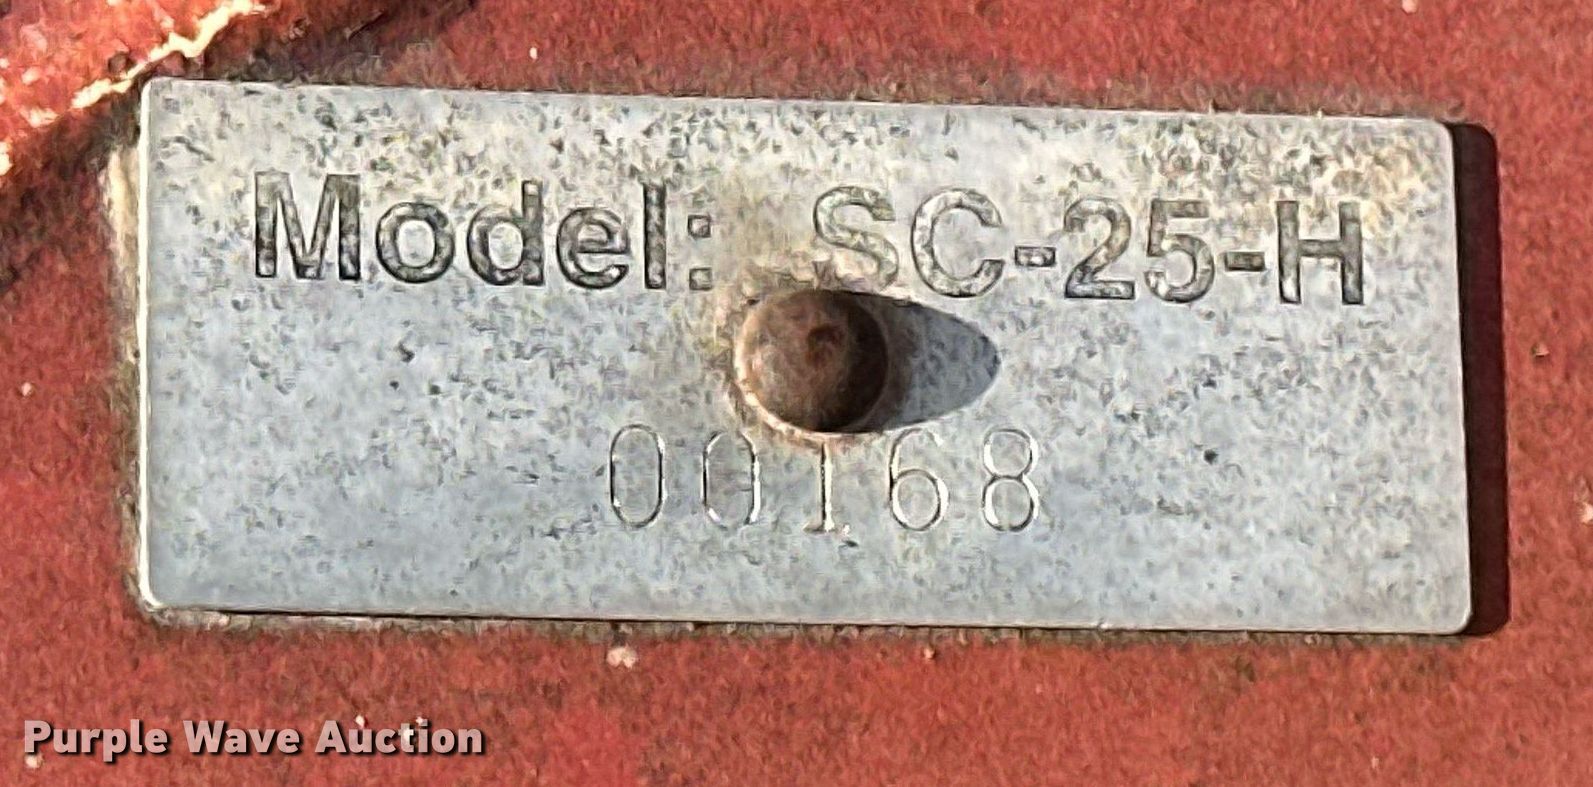 Model: SC-25-H
00168
Purple Wave Auction